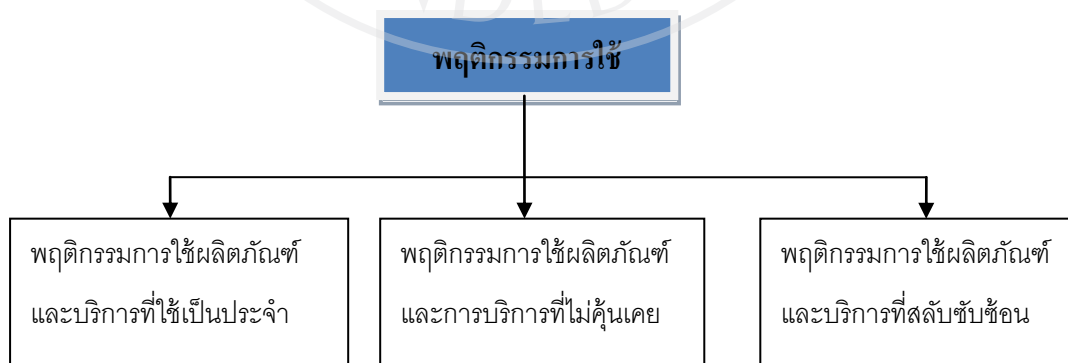 พฤติกรรมการใช้
พฤติกรรมการใช้ผลิตภัณฑ์
และบริการที่ใช้เป็นประจำ
พฤติกรรมการใช้ผลิตภัณฑ์
และการบริการที่ไม่คุ้นเคย
พฤติกรรมการใช้ผลิตภัณฑ์
และบริการที่สลับซับซ้อน